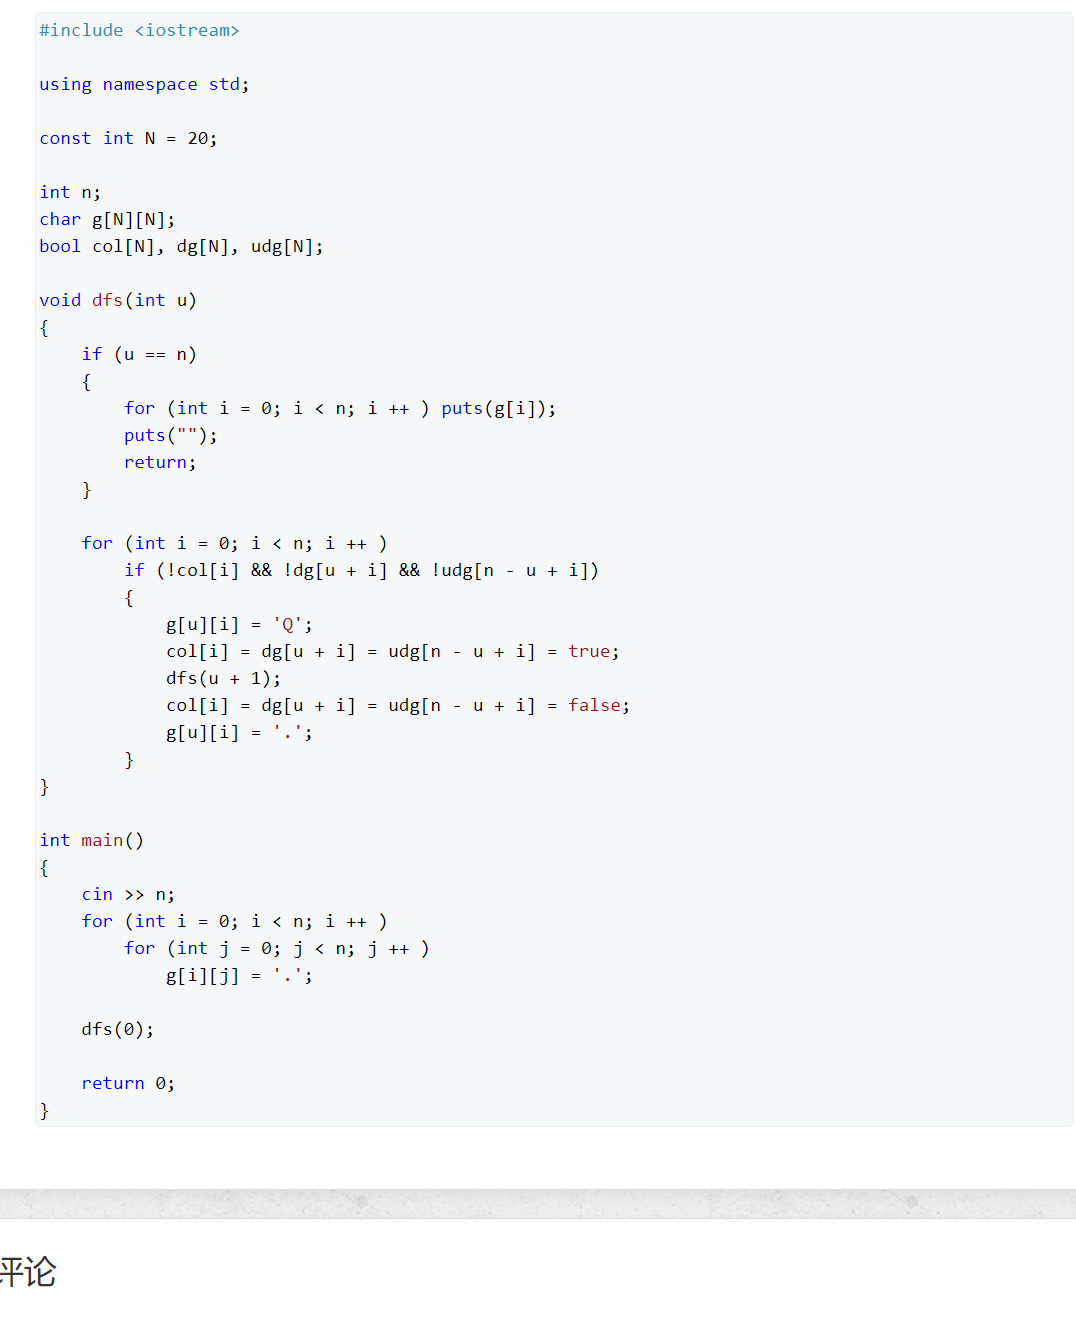 #include <iostream>
using namespace std;
const int N = 20;
int n;
char g[N][N];
bool col[N], dg[N], udg[N];
void dfs(int u)
{
    if (u == n)
    {
        for (int i = 0; i < n; i ++ ) puts(g[i]);
        puts("");
        return;
    }
    for (int i = 0; i < n; i ++ )
        if (!col[i] && !dg[u + i] && !udg[n - u + i])
        {
            g[u][i] = 'Q';
            col[i] = dg[u + i] = udg[n - u + i] = true;
            dfs(u + 1);
            col[i] = dg[u + i] = udg[n - u + i] = false;
            g[u][i] = '.';
        }
}
int main()
{
    cin >> n;
    for (int i = 0; i < n; i ++ )
        for (int j = 0; j < n; j ++ )
            g[i][j] = '.';
    dfs(0);
    return 0;
}
评论